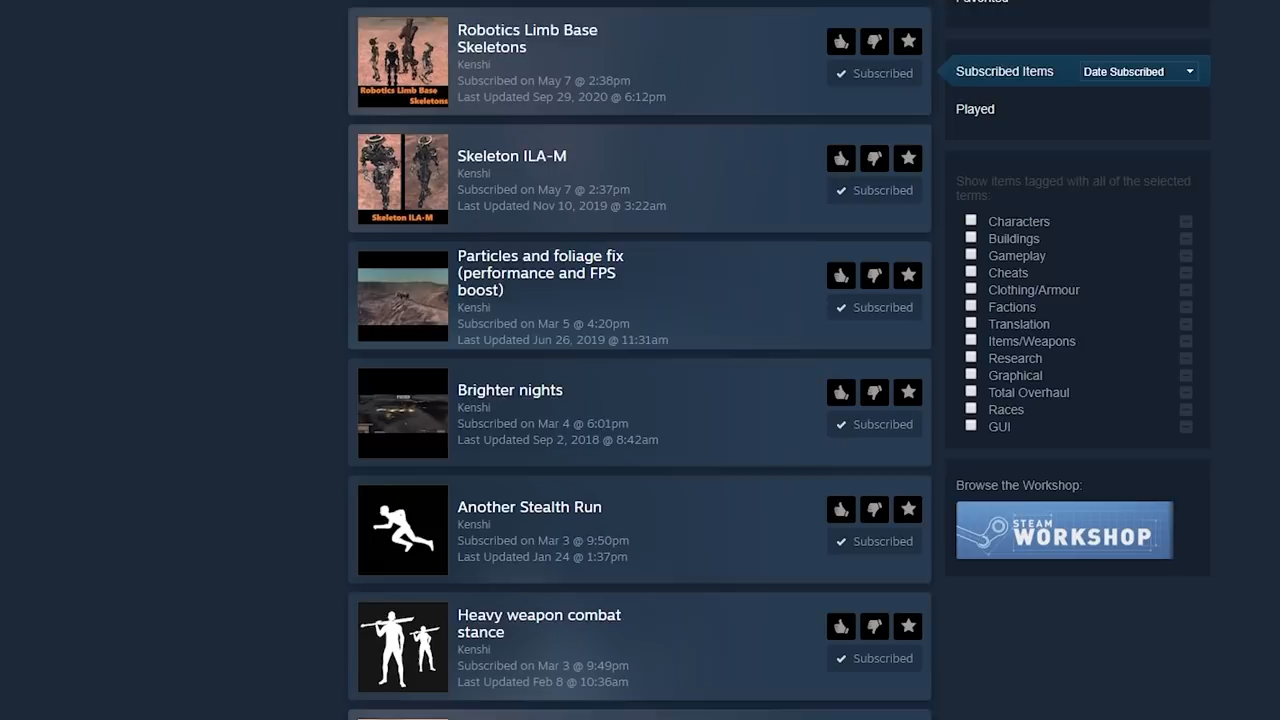 Robotics Limb Base
Skeletons
Kenshi
Subscribed on May 7 @ 2:38pm
Last Updated Sep 29, 2020 @ 6:12pm
Subscribed
Robotics Limb Base
Skeletons
Skeleton ILA-M
Kenshi
Subscribed on May 7 @ 2:37pm
Last Updated Nov 10, 2019 @ 3:22am
Subscribed
Skeleton ILA-M
Particles and foliage fix
(performance and FPS
boost)
Kenshi
Subscribed on Mar 5 @ 4:20pm
Last Updated Jun 26, 2019 @ 11:31am
Subscribed
Brighter nights
Kenshi
Subscribed on Mar 4 @ 6:01pm
Last Updated Sep 2, 2018 @ 8:42am
Subscribed
Another Stealth Run
Kenshi
Subscribed on Mar 3 @ 9:50pm
Last Updated Jan 24 @ 1:37pm
Subscribed
Heavy weapon combat
stance
Kenshi
Subscribed on Mar 3 @ 9:49pm
Last Updated Feb 8 @ 10:36am
Subscribed
Favorited
Subscribed Items Date Subscribed
Played
Show items tagged with all of the selected
terms:
Characters
Buildings
Gameplay
Cheats
Clothing/Armour
Factions
Translation
Items/Weapons
Research
Graphical
Total Overhaul
Races
GUI
Browse the Workshop:
STEAM
WORKSHOP